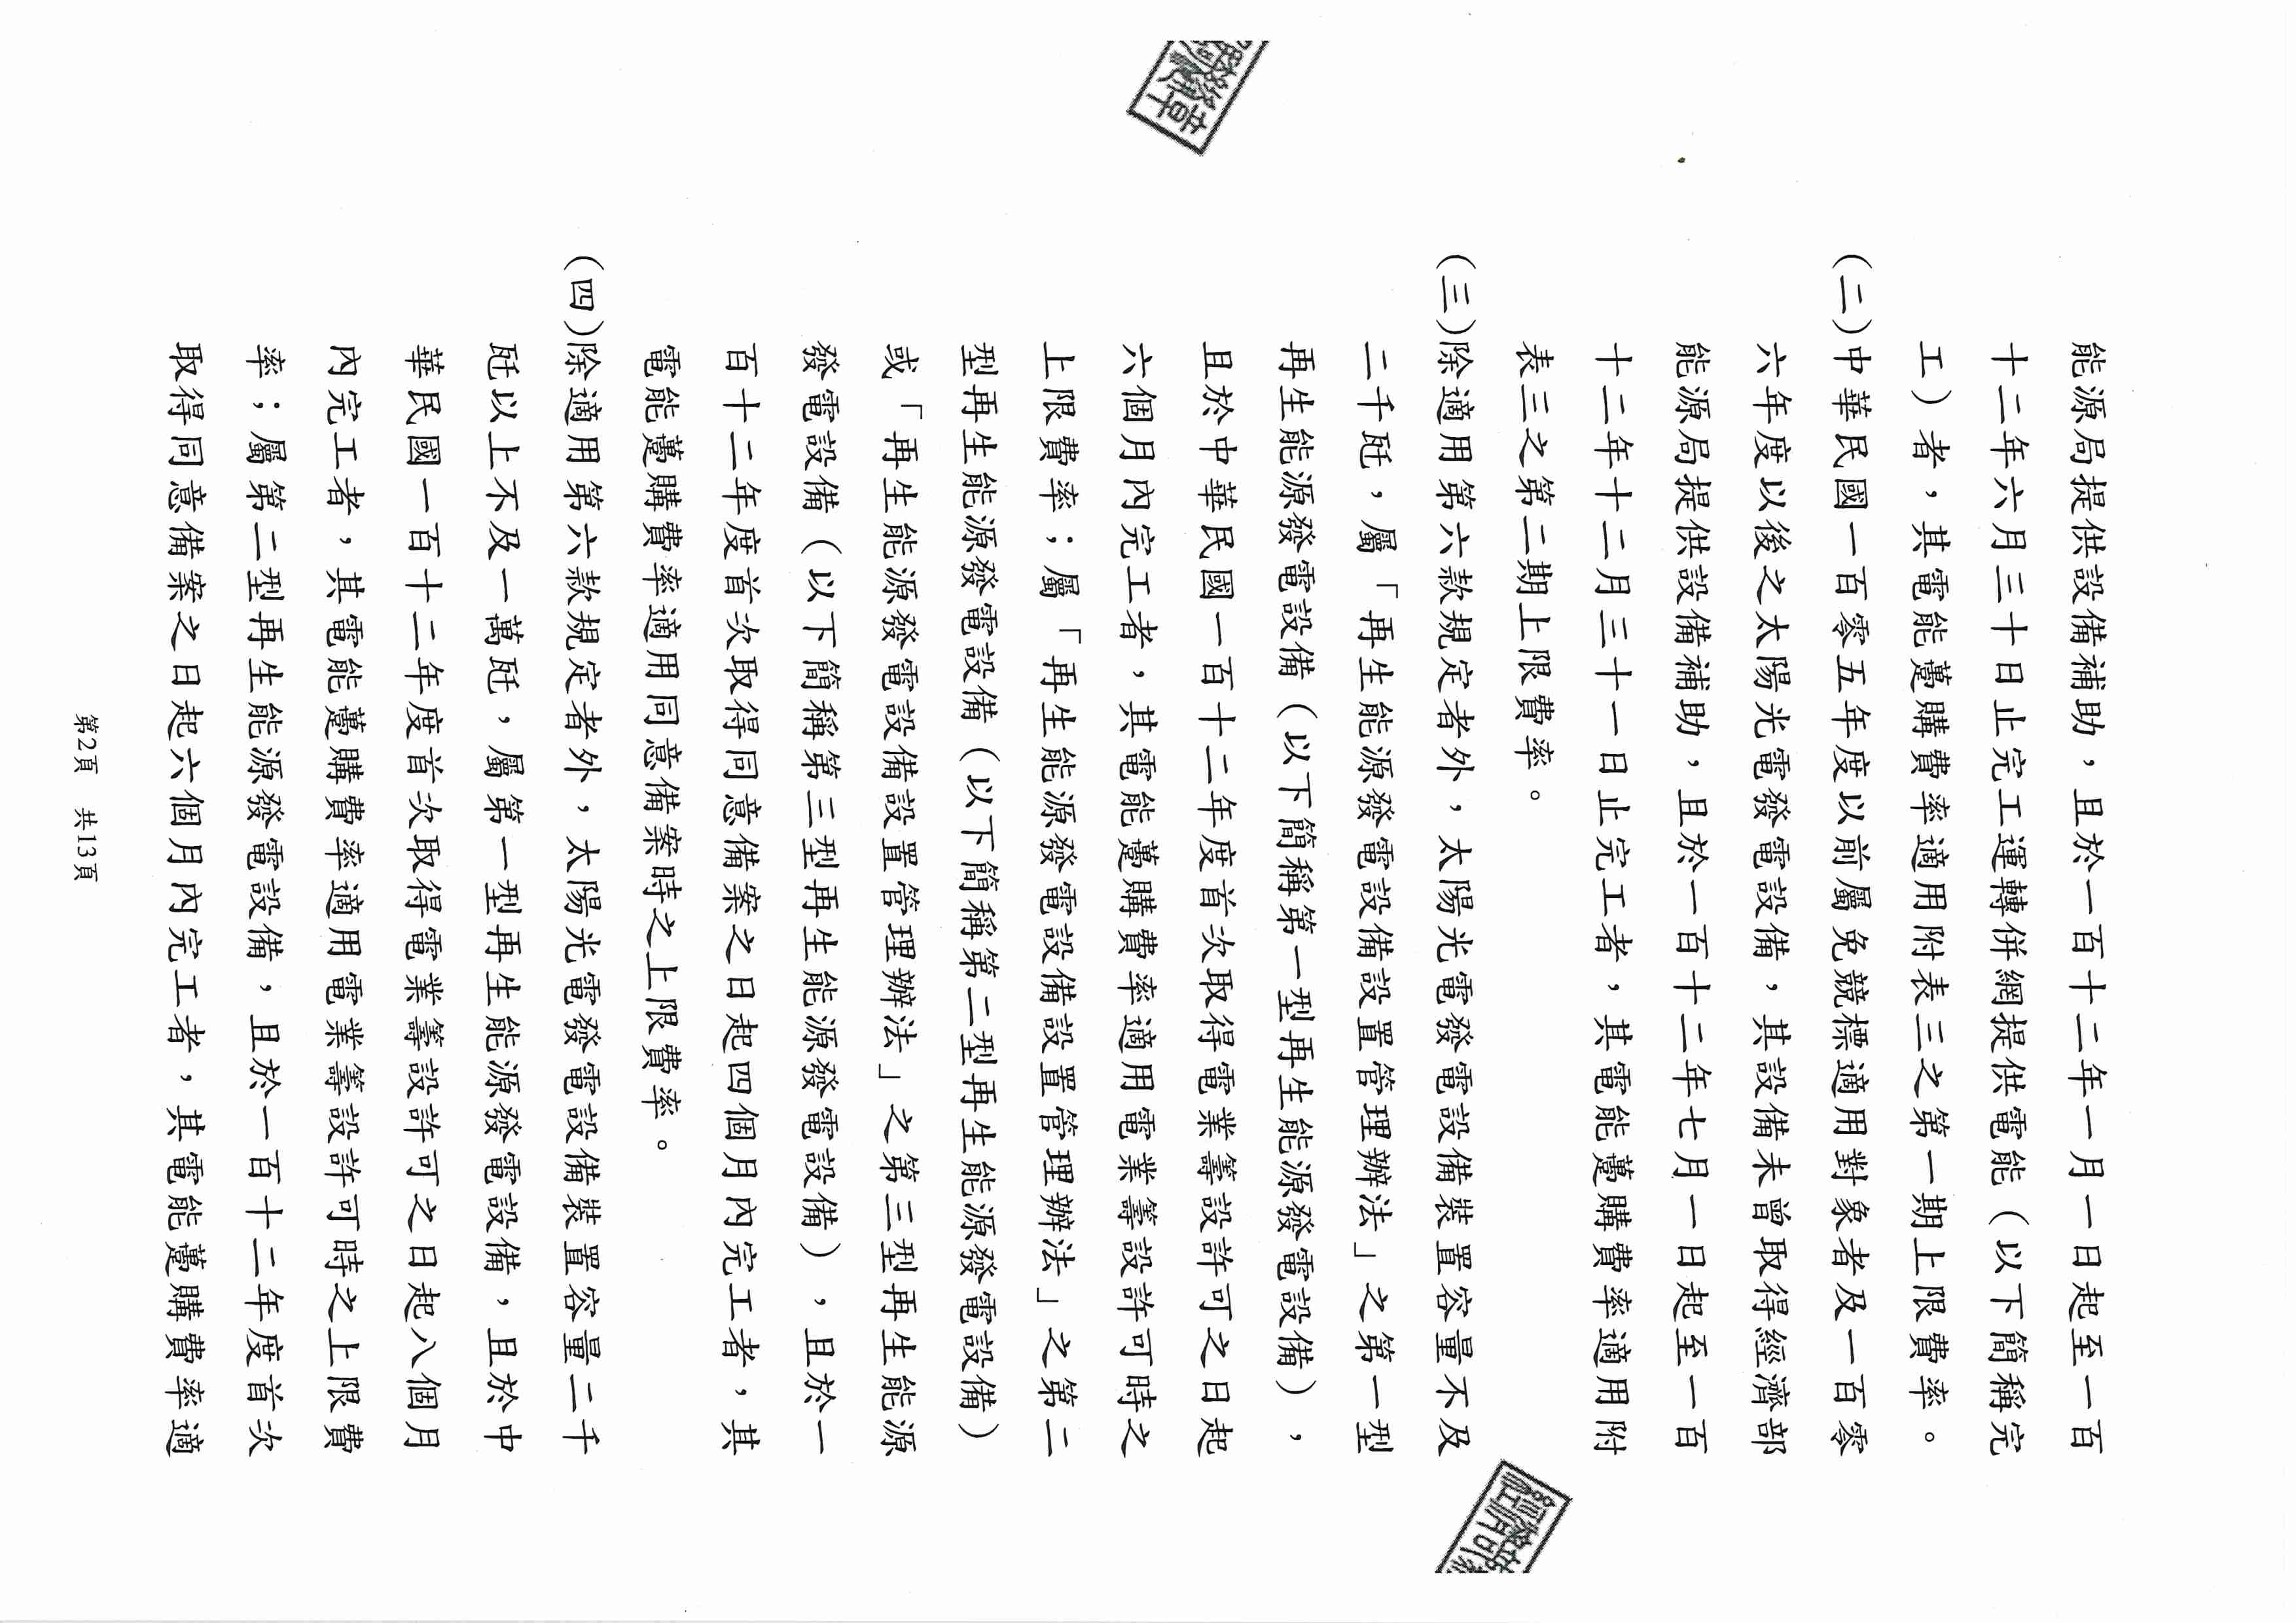 能源局提供設備補助，且於一百十二年一月一日起至一百
十二年六月三十日止完工運轉併網提供電能（以下簡稱完
工）者，其電能躉購費率適用附表三之第一期上限費率。
(二)中華民國一百零五年度以前屬免競標適用對象者及一百零
六年度以後之太陽光電發電設備，其設備未曾取得經濟部
能源局提供設備補助，且於一百十二年七月一日起至一百
十二年十二月三十一日止完工者，其電能躉購費率適用附
表三之第二期上限費率。
經濟部
(三)除適用第六款規定者外，太陽光電發電設備裝置容量不及
二千瓩，屬「再生能源發電設備設置管理辦法」之第一型
再生能源發電設備（以下簡稱第一型再生能源發電設備），
且於中華民國一百十二年度首次取得電業籌設許可之日起
騎縫章
六個月內完工者，其電能躉購費率適用電業籌設許可時之
上限費率；屬「再生能源發電設備設置管理辦法」之第二
型再生能源發電設備（以下簡稱第二型再生能源發電設備）
或「再生能源發電設備設置管理辦法」之第三型再生能源
發電設備（以下簡稱第三型再生能源發電設備），且於一
百十二年度首次取得同意備案之日起四個月內完工者，其
電能躉購費率適用同意備案時之上限費率。
(四)除適用第六款規定者外，太陽光電發電設備裝置容量二千
瓩以上不及一萬瓩，屬第一型再生能源發電設備，且於中
華民國一百十二年度首次取得電業籌設許可之日起八個月
內完工者，其電能躉購費率適用電業籌設許可時之上限費
率；屬第二型再生能源發電設備，且於一百十二年度首次
取得同意備案之日起六個月內完工者，其電能躉購費率適
第2頁　共13頁